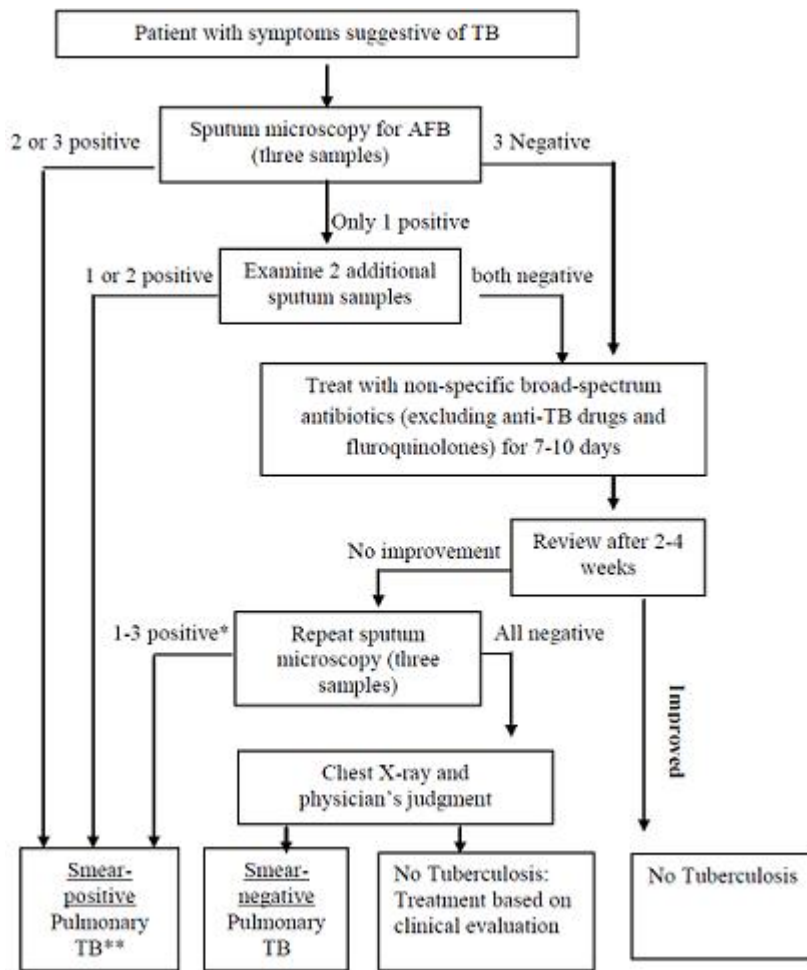 Patient with symptoms suggestive of TB
2 or 3 positive
Sputum microscopy for AFB
(three samples)
3 Negative
Only 1 positive
1 or 2 positive
Examine 2 additional
sputum samples
both negative
Treat with non-specific broad-spectrum
antibiotics (excluding anti-TB drugs and
fluroquinolones) for 7-10 days
No improvement
Review after 2-4
weeks
1-3 positive*
Repeat sputum
microscopy (three
samples)
All negative
Improved
Chest X-ray and
physician's judgment
Smear-
positive
Pulmonary
TB**
Smear-
negative
Pulmonary
TB
No Tuberculosis:
Treatment based on
clinical evaluation
No Tuberculosis